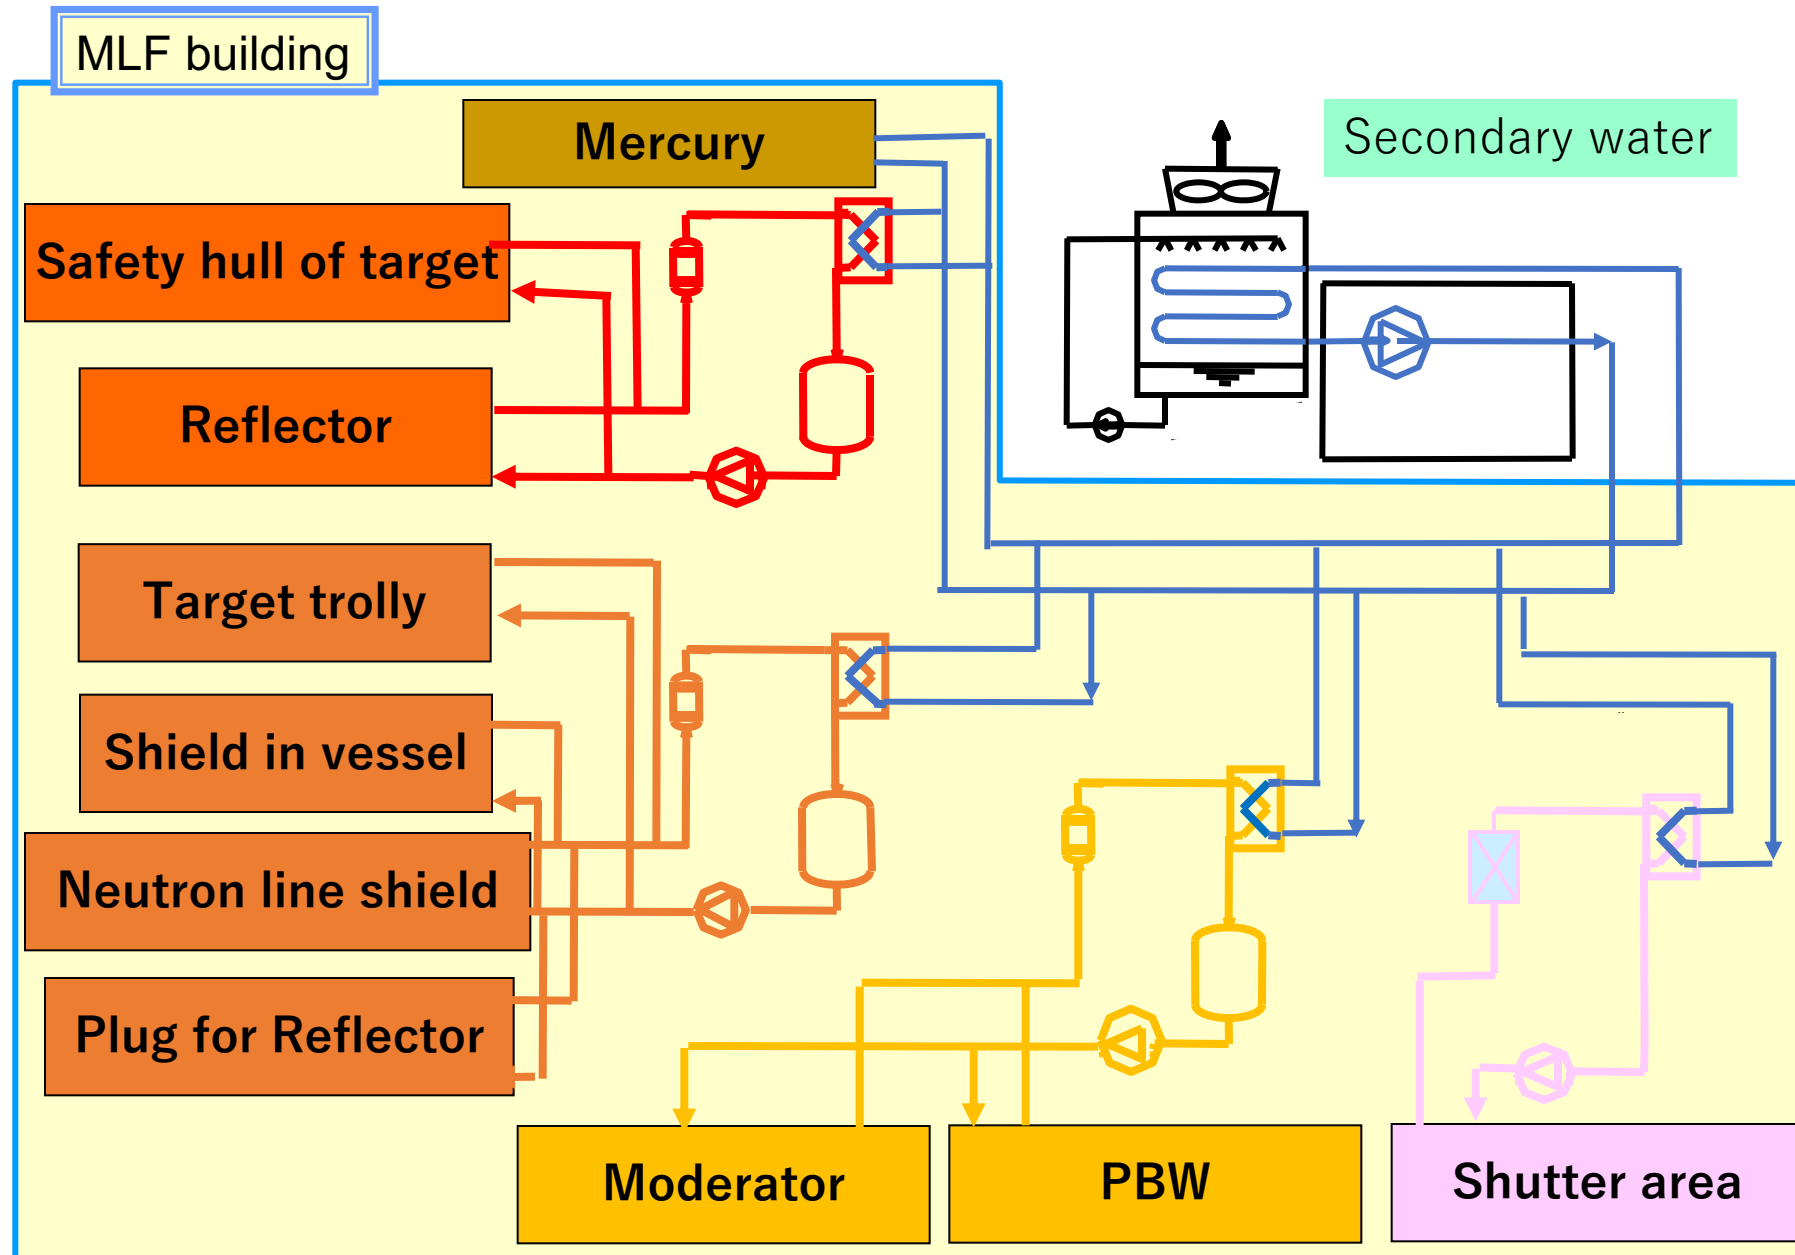 MLF building
Mercury
Secondary water
Safety hull of target
Reflector
Target trolly
Shield in vessel
Neutron line shield
Plug for Reflector
Moderator
PBW
Shutter area